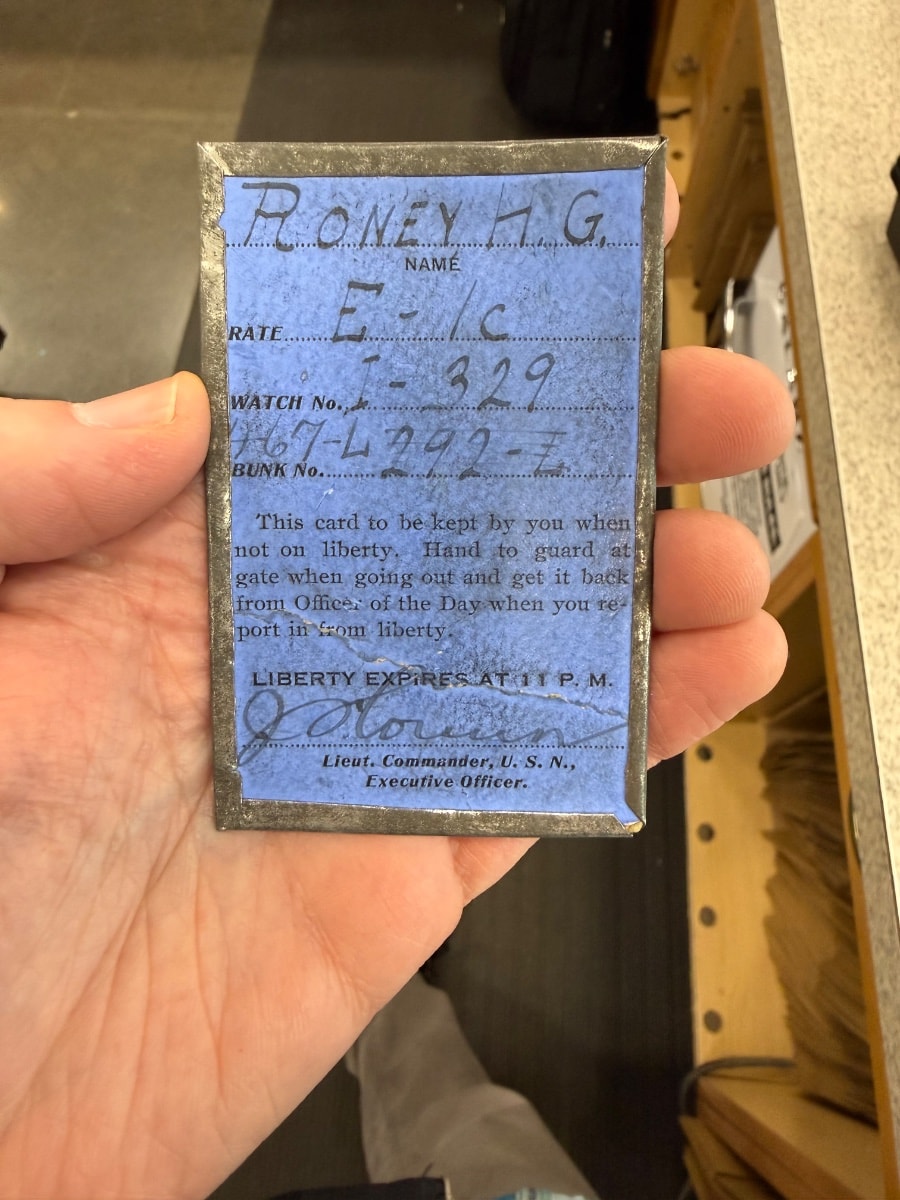 RONEY H.G.
NAME
RATE E-1c
WATCH No. I-329
467-L 292-Z
BUNK No.
This card to be kept by you when
not on liberty. Hand to guard at
gate when going out and get it back
from Officer of the Day when you re-
port in from liberty.
LIBERTY EXPIRES AT 11 P. M.
Lieut. Commander, U. S. N.,
Executive Officer.